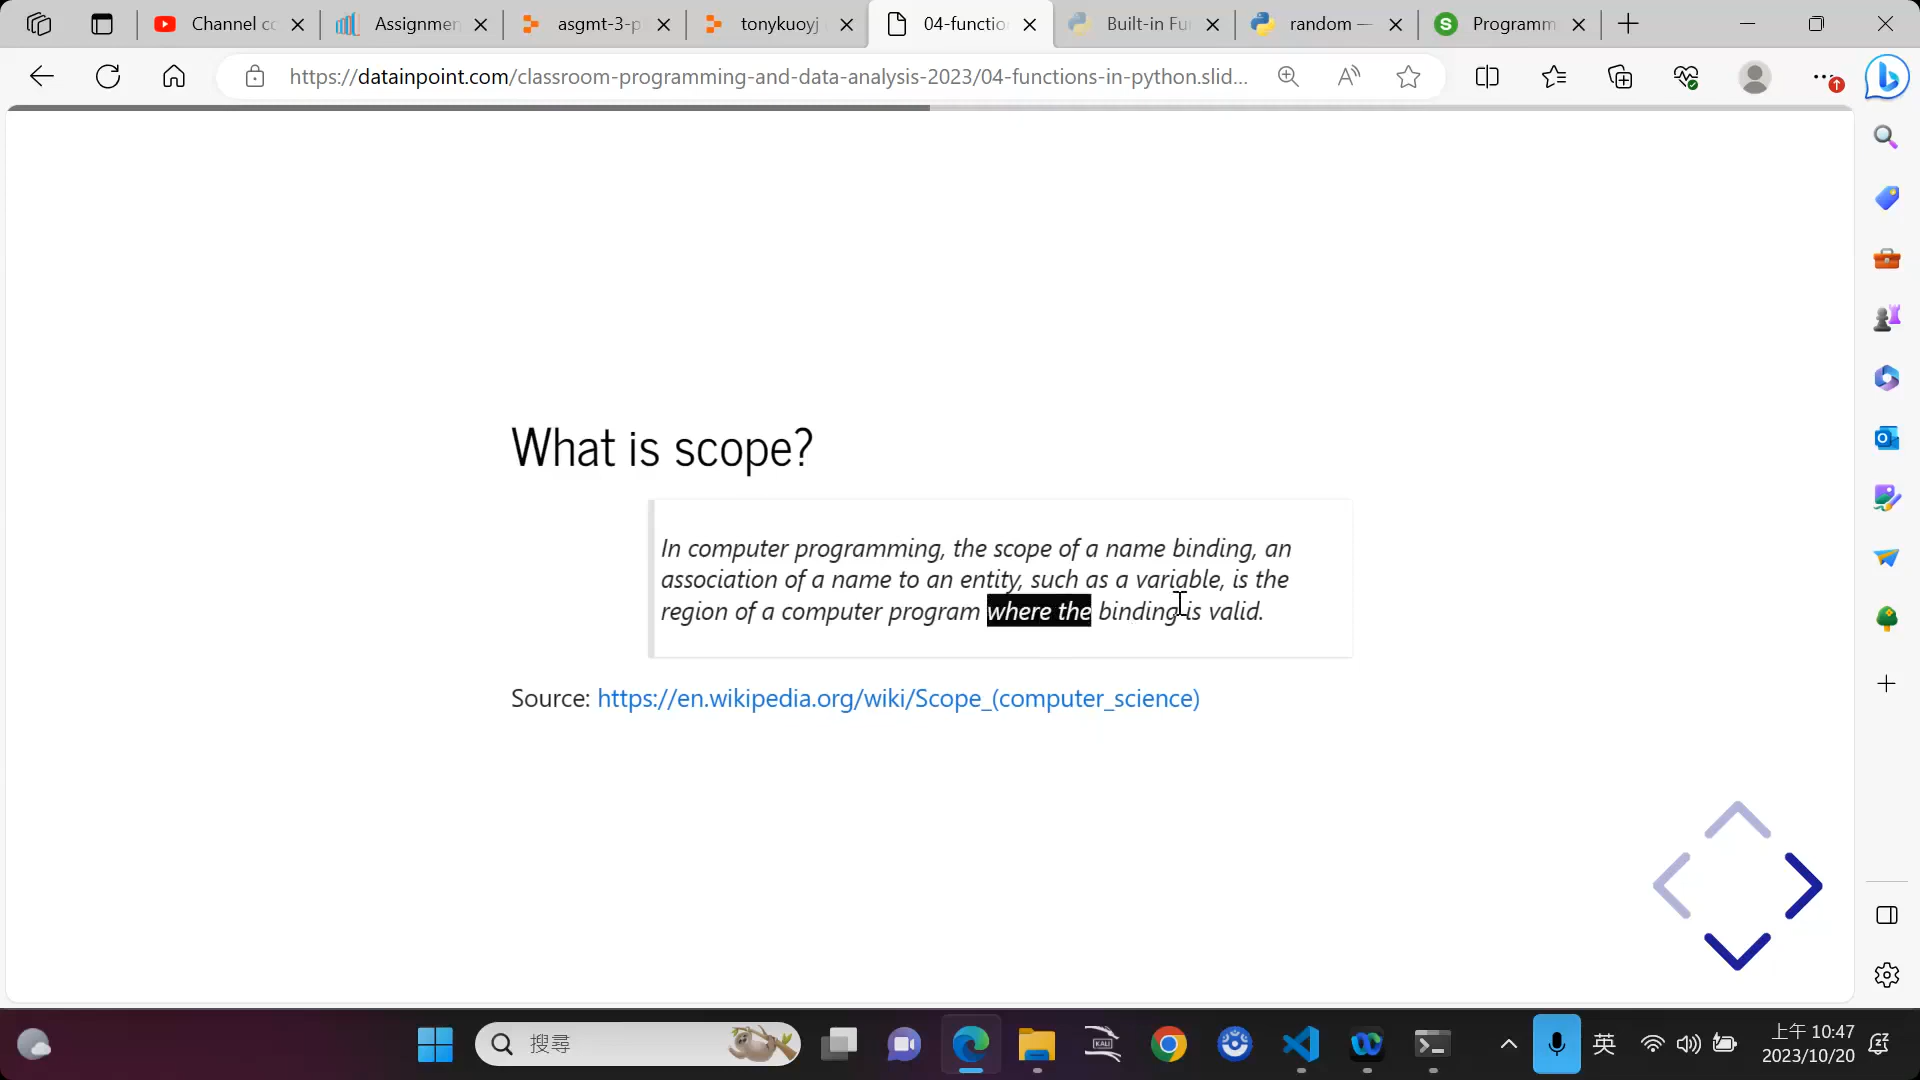 Channel co
Assignmen
asgmt-3-p
tonykuoyj
04-functio
Built-in Fu
random —
Programm
https://datainpoint.com/classroom-programming-and-data-analysis-2023/04-functions-in-python.slid...
What is scope?
In computer programming, the scope of a name binding, an
association of a name to an entity, such as a variable, is the
region of a computer program where the binding is valid.
Source: https://en.wikipedia.org/wiki/Scope_(computer_science)
搜尋
KALI
英
上午 10:47
2023/10/20